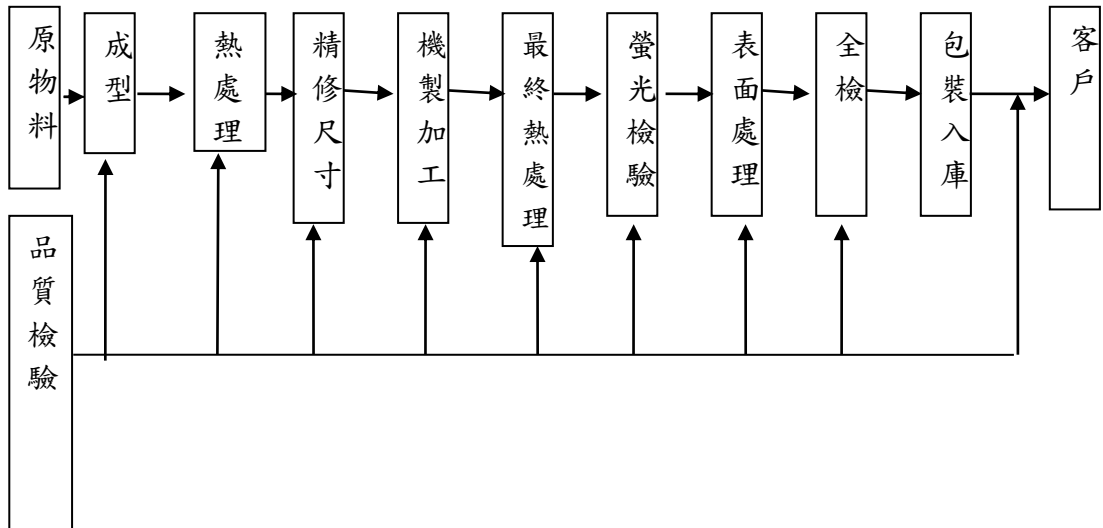 原物料
成型
熱處理
精修尺寸
機製加工
最終熱處理
螢光檢驗
表面處理
全檢
包裝入庫
客戶
品質檢驗